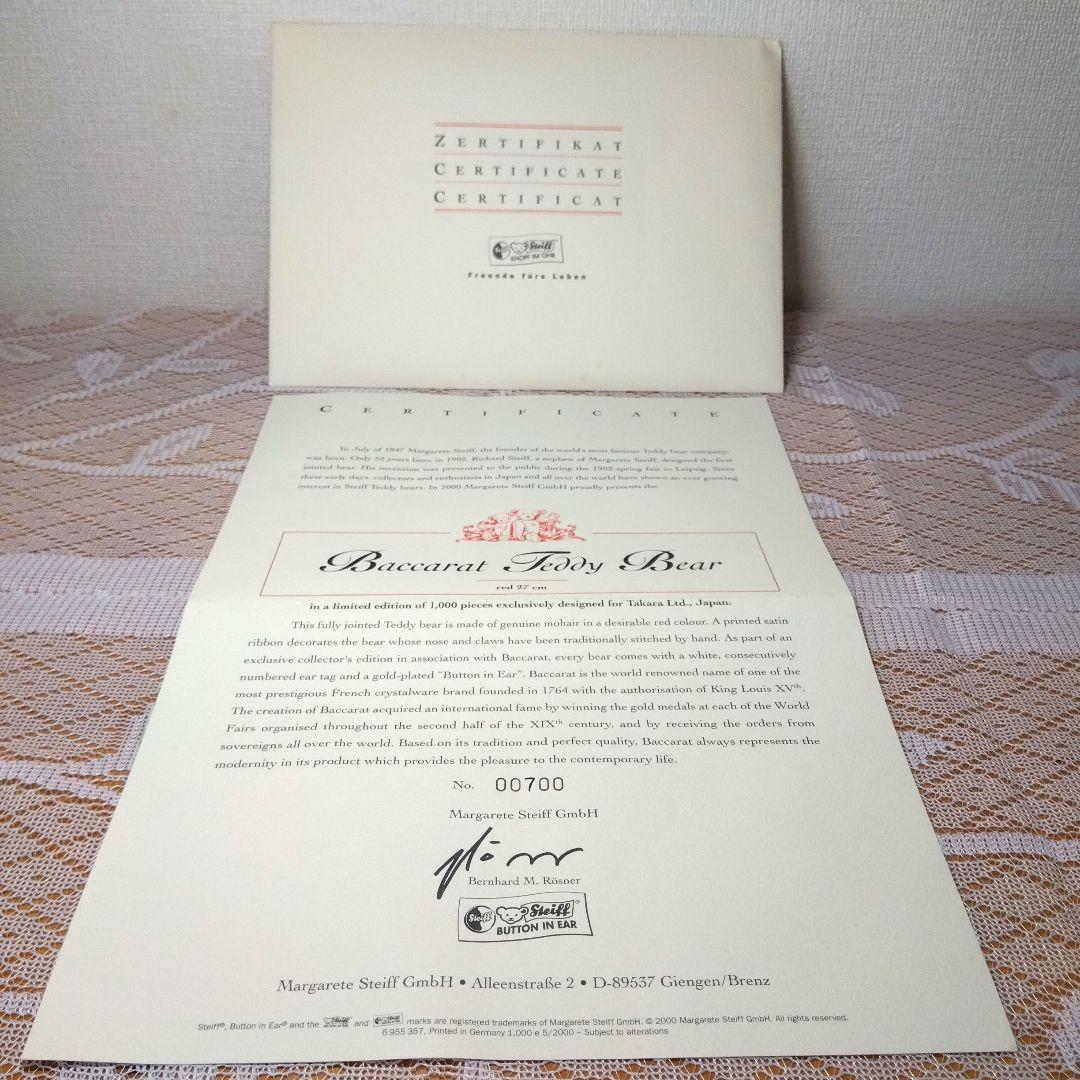 ZERTIFIKAT
CERTIFICATE
CERTIFICAT
Steiff
KNOPF IM OHR
Freunde fürs Leben
CERTIFICATE
In July of 1847 Margarete Steiff, the founder of the world's most famous Teddy bear company,
was born. Only 55 years later, in 1902, Richard Steiff, a nephew of Margarete Steiff, designed the first
jointed bear. His invention was presented to the public during the 1903 spring fair in Leipzig. Since
these early days, collectors and enthusiasts in Japan and all over the world have shown an ever growing
interest in Steiff Teddy bears. In 2000 Margarete Steiff GmbH proudly presents the
Baccarat Teddy Bear
red 27 cm
in a limited edition of 1,000 pieces exclusively designed for Takara Ltd., Japan.
This fully jointed Teddy bear is made of genuine mohair in a desirable red colour. A printed satin
ribbon decorates the bear whose nose and claws have been traditionally stitched by hand. As part of an
exclusive collector's edition in association with Baccarat, every bear comes with a white, consecutively
numbered ear tag and a gold-plated "Button in Ear". Baccarat is the world renowned name of one of the
most prestigious French crystalware brand founded in 1764 with the authorisation of King Louis XVth.
The creation of Baccarat acquired an international fame by winning the gold medals at each of the World
Fairs organised throughout the second half of the XIXth century, and by receiving the orders from
sovereigns all over the world. Based on its tradition and perfect quality, Baccarat always represents the
modernity in its product which provides the pleasure to the contemporary life.
No. 00700
Margarete Steiff GmbH
Bernhard M. Rösner
Steiff Steiff®
BUTTON IN EAR
Margarete Steiff GmbH • Alleenstraße 2 • D-89537 Giengen/Brenz
Steiff®, Button in Ear® and the and marks are registered trademarks of Margarete Steiff GmbH. © 2000 Margarete Steiff GmbH. All rights reserved.
6 955 357, Printed in Germany 1,000 e 5/2000 – Subject to alterations